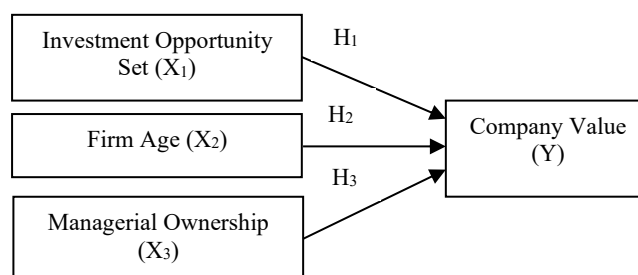 Investment Opportunity
Set (X₁)
H₁
Firm Age (X₂)
H₂
Company Value
(Y)
H₃
Managerial Ownership
(X₃)